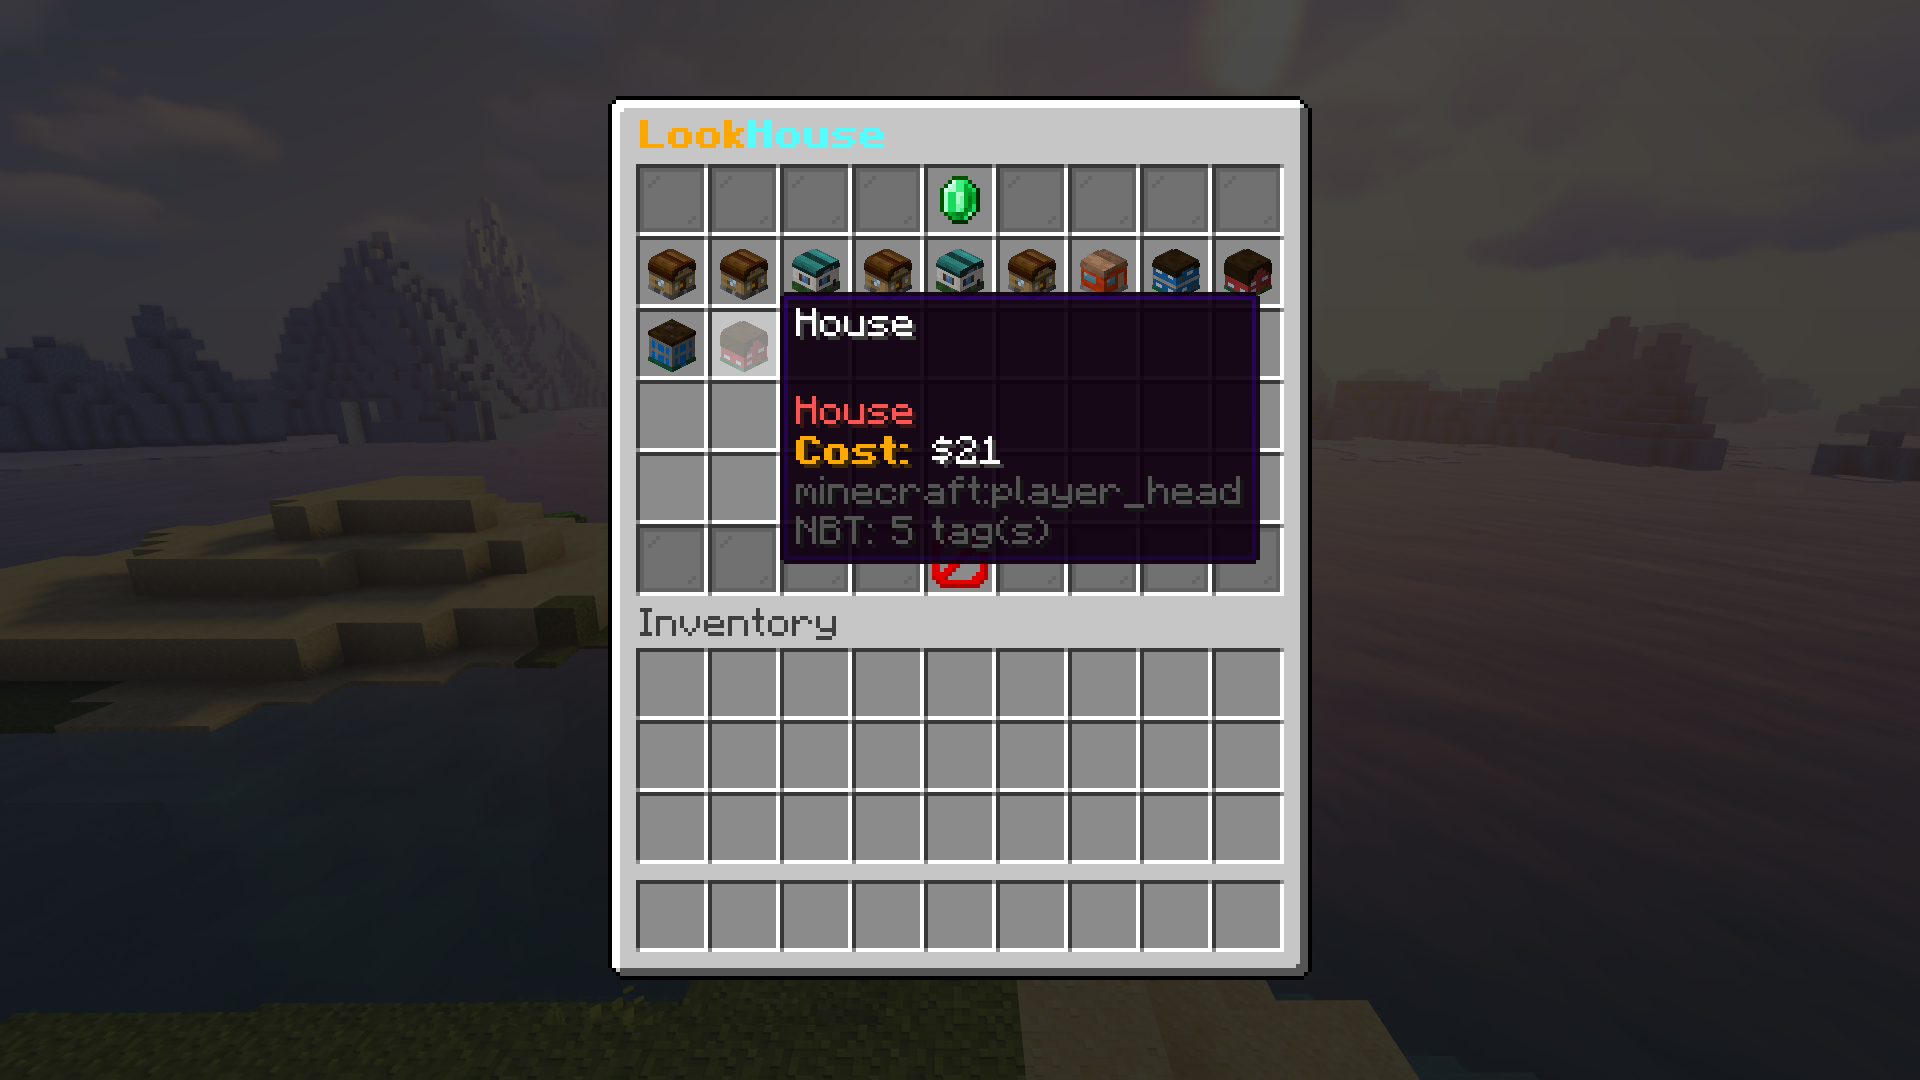 LookHouse
House
House
Cost: $21
minecraft:player_head
NBT: 5 tag(s)
Inventory